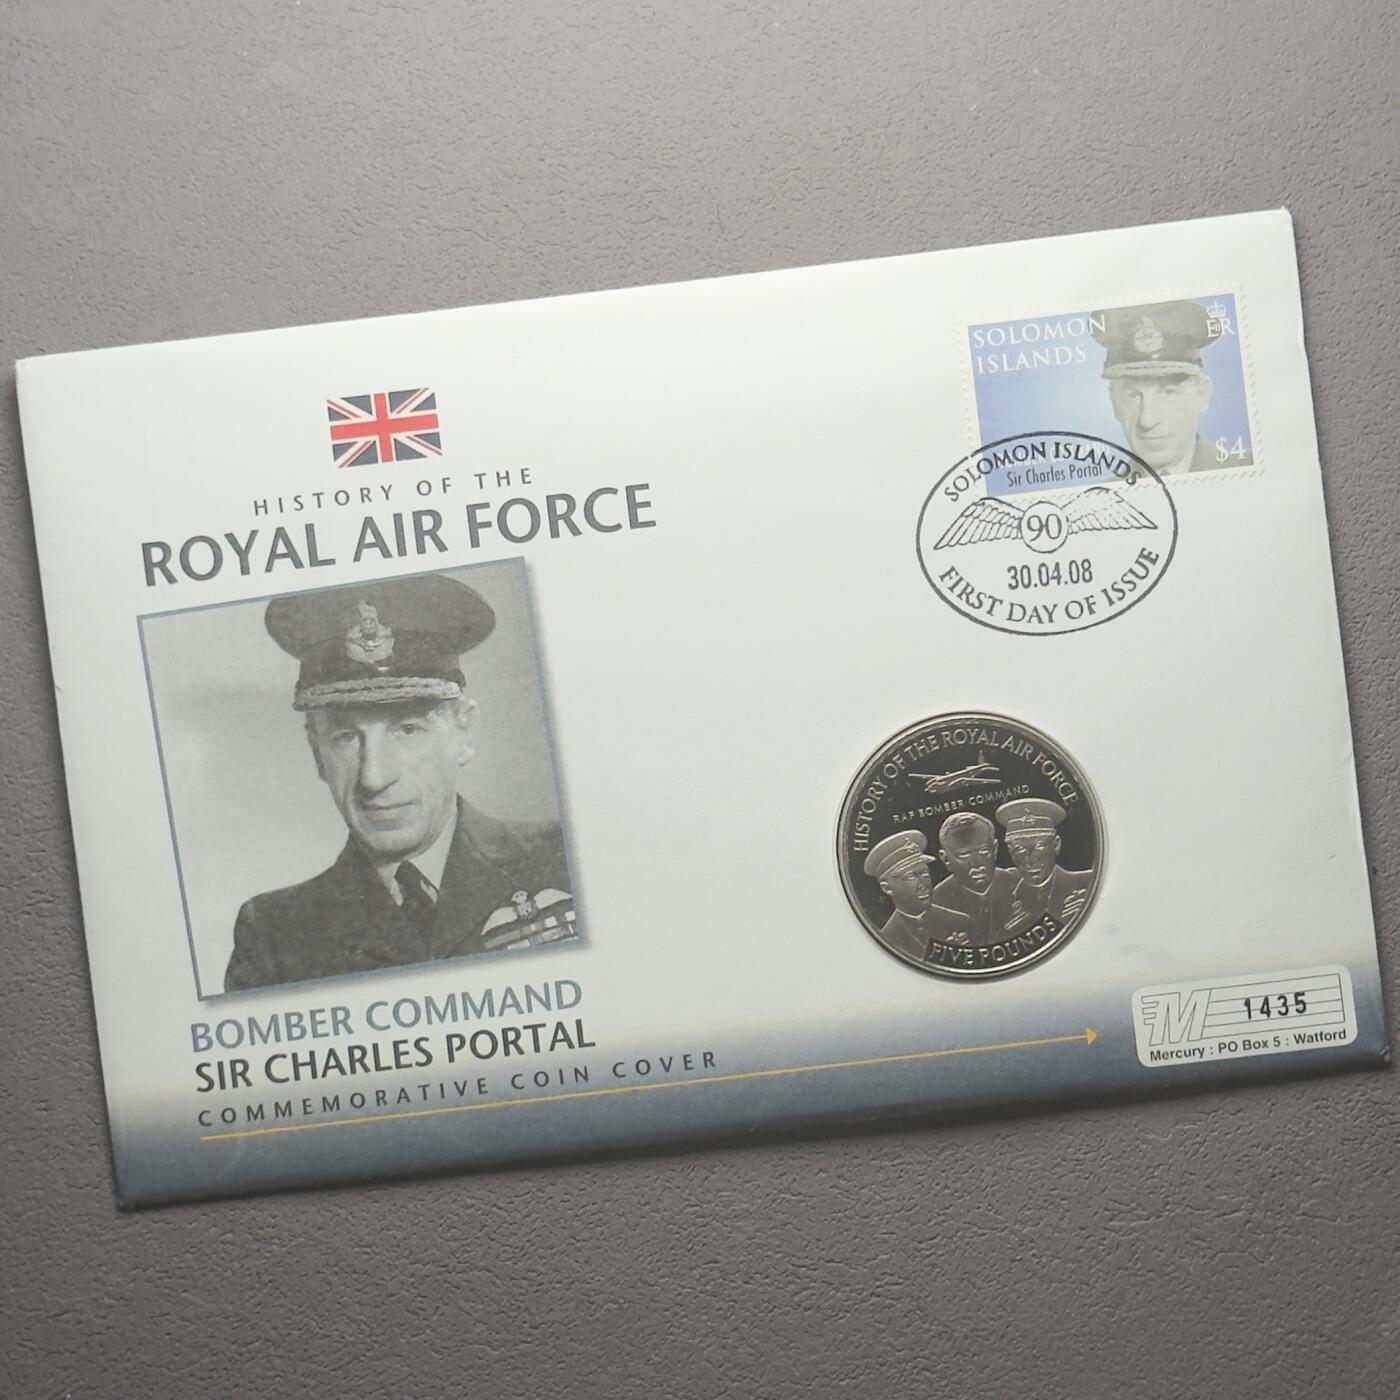 HISTORY OF THE
ROYAL AIR FORCE
BOMBER COMMAND
SIR CHARLES PORTAL
COMMEMORATIVE COIN COVER
SOLOMON
ISLANDS
ER
$4
Sir Charles Portal
SOLOMON ISLANDS
90
30.04.08
FIRST DAY OF ISSUE
HISTORY OF THE ROYAL AIR FORCE
RAF BOMBER COMMAND
FIVE POUNDS
M 1435
Mercury : PO Box 5 : Watford